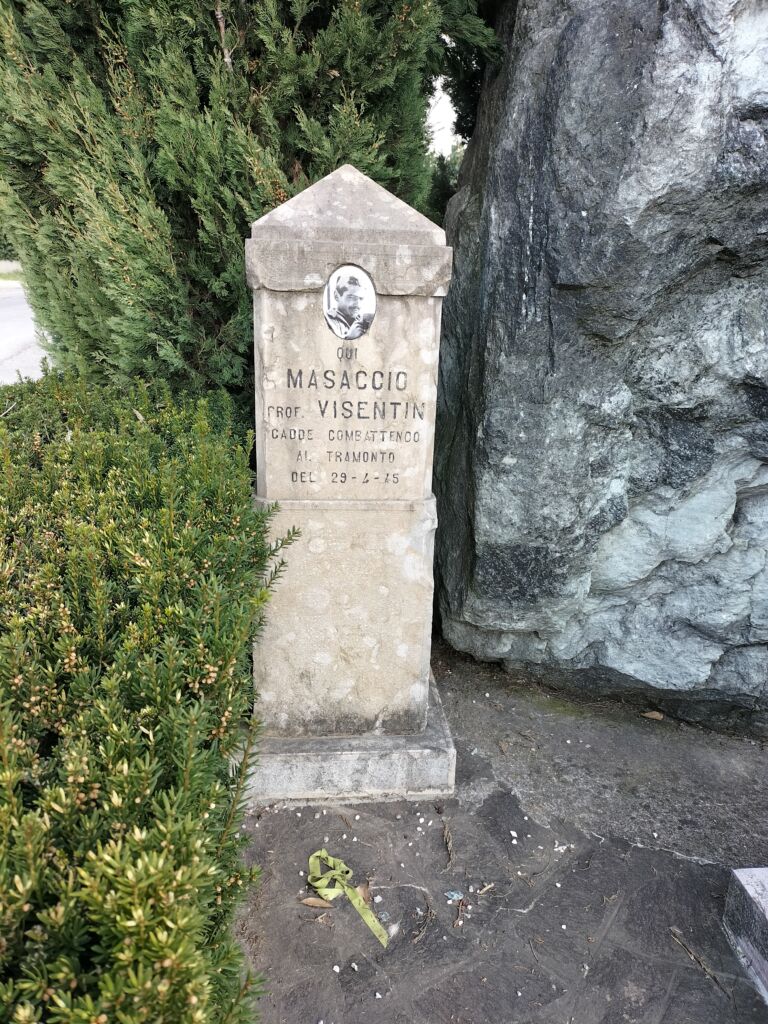 QUI
MASACCIO
PROF. VISENTIN
CADDE COMBATTENDO
AL TRAMONTO
DEL 29-4-45